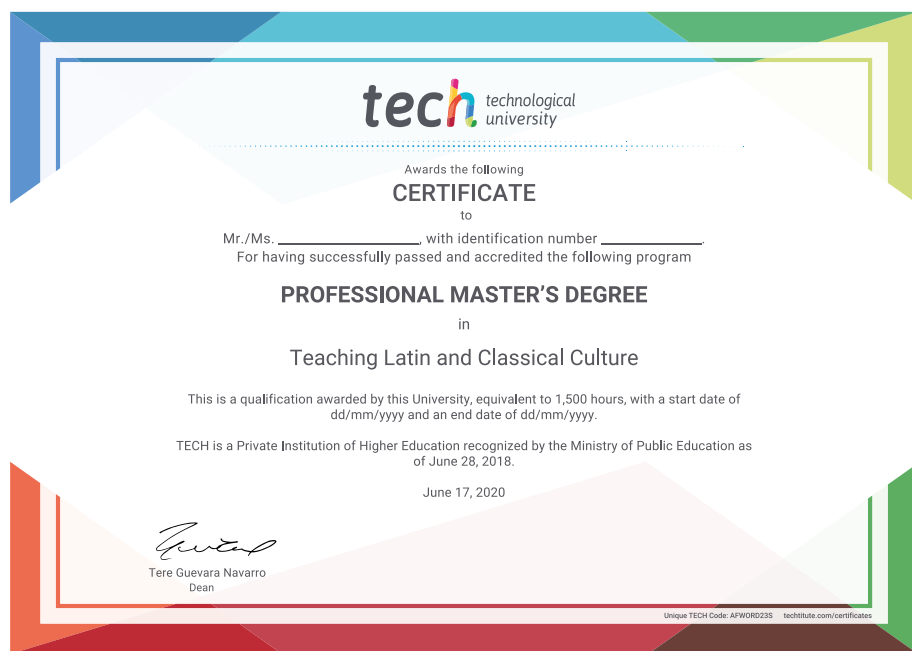 tech technological
university
Awards the following
CERTIFICATE
to
Mr./Ms. ____________, with identification number ____________.
For having successfully passed and accredited the following program
PROFESSIONAL MASTER'S DEGREE
in
Teaching Latin and Classical Culture
This is a qualification awarded by this University, equivalent to 1,500 hours, with a start date of
dd/mm/yyyy and an end date of dd/mm/yyyy.
TECH is a Private Institution of Higher Education recognized by the Ministry of Public Education as
of June 28, 2018.
June 17, 2020
Tere Guevara Navarro
Dean
Unique TECH Code: AFWORD23S techtitute.com/certificates